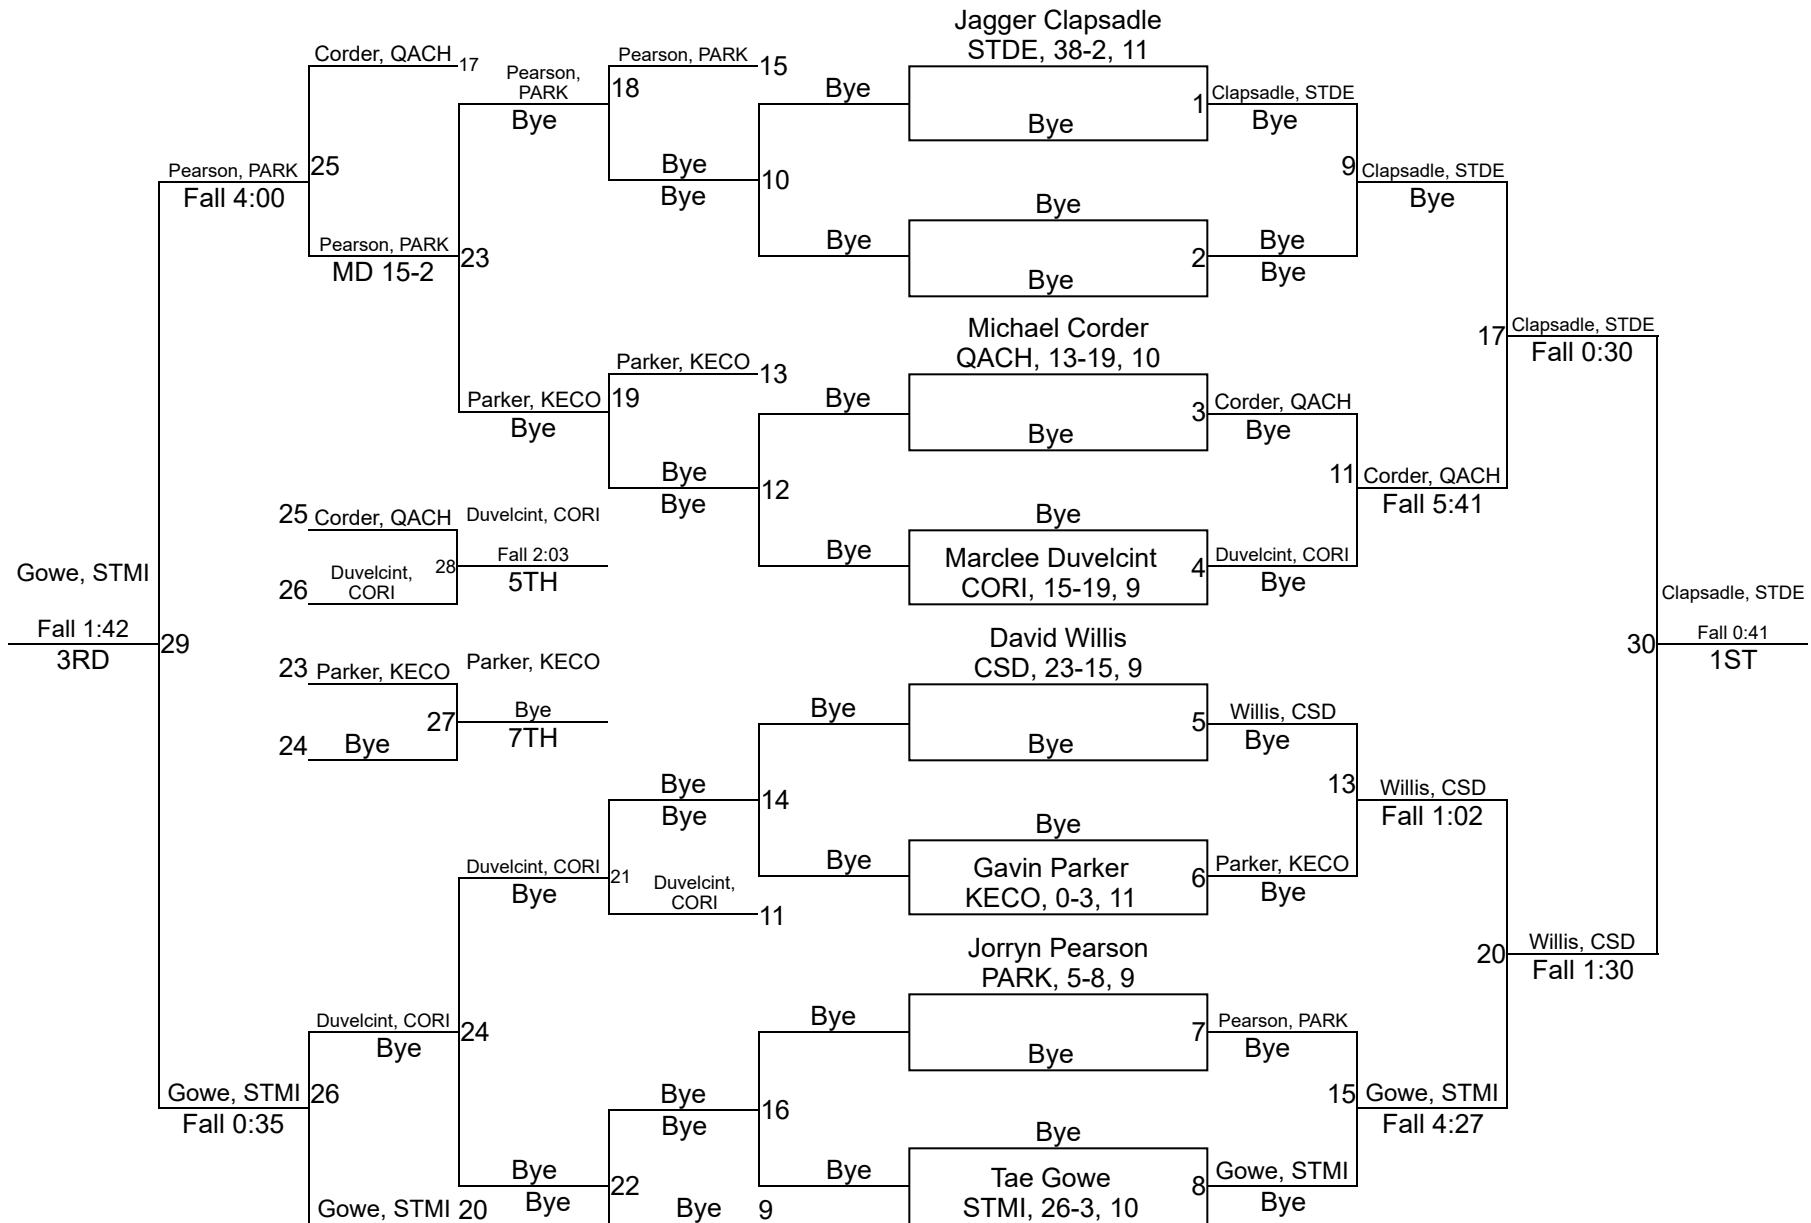 Jagger Clapsadle
STDE, 38-2, 11
Corder, QACH 17
Pearson, PARK
18
Bye
Pearson, PARK 15
Bye
Bye
10
Bye
Bye
1
Bye
Bye
Bye
2
Clapsadle, STDE
Bye
Bye
Bye
9
Clapsadle, STDE
Bye
Pearson, PARK
25
Fall 4:00
Pearson, PARK
MD 15-2
23
Michael Corder
QACH, 13-19, 10
Parker, KECO 13
Parker, KECO
19
Bye
Bye
Bye
12
Bye
Bye
3
Bye
Bye
Marclee Duvelcint
CORI, 15-19, 9
4
Corder, QACH
Bye
Duvelcint, CORI
Bye
11
Corder, QACH
Fall 5:41
17
Clapsadle, STDE
Fall 0:30
25 Corder, QACH
26 Duvelcint, CORI
28
Duvelcint, CORI
Fall 2:03
5TH
Gowe, STMI
Fall 1:42
3RD
29
23 Parker, KECO
24 Bye
27
Parker, KECO
Bye
7TH
30
Clapsadle, STDE
Fall 0:41
1ST
David Willis
CSD, 23-15, 9
Bye
Bye
5
Bye
Bye
Gavin Parker
KECO, 0-3, 11
6
Bye
Bye
14
Duvelcint, CORI
Bye
21
Duvelcint, CORI
11
Willis, CSD
Bye
Parker, KECO
Bye
13
Willis, CSD
Fall 1:02
Jorryn Pearson
PARK, 5-8, 9
Bye
Bye
7
Bye
Bye
Tae Gowe
STMI, 26-3, 10
8
Pearson, PARK
Bye
Gowe, STMI
Bye
15
Gowe, STMI
Fall 4:27
20
Willis, CSD
Fall 1:30
Duvelcint, CORI
Bye
24
Gowe, STMI
26
Fall 0:35
Bye
Bye
16
Bye
Bye
22
Gowe, STMI 20
Bye 9